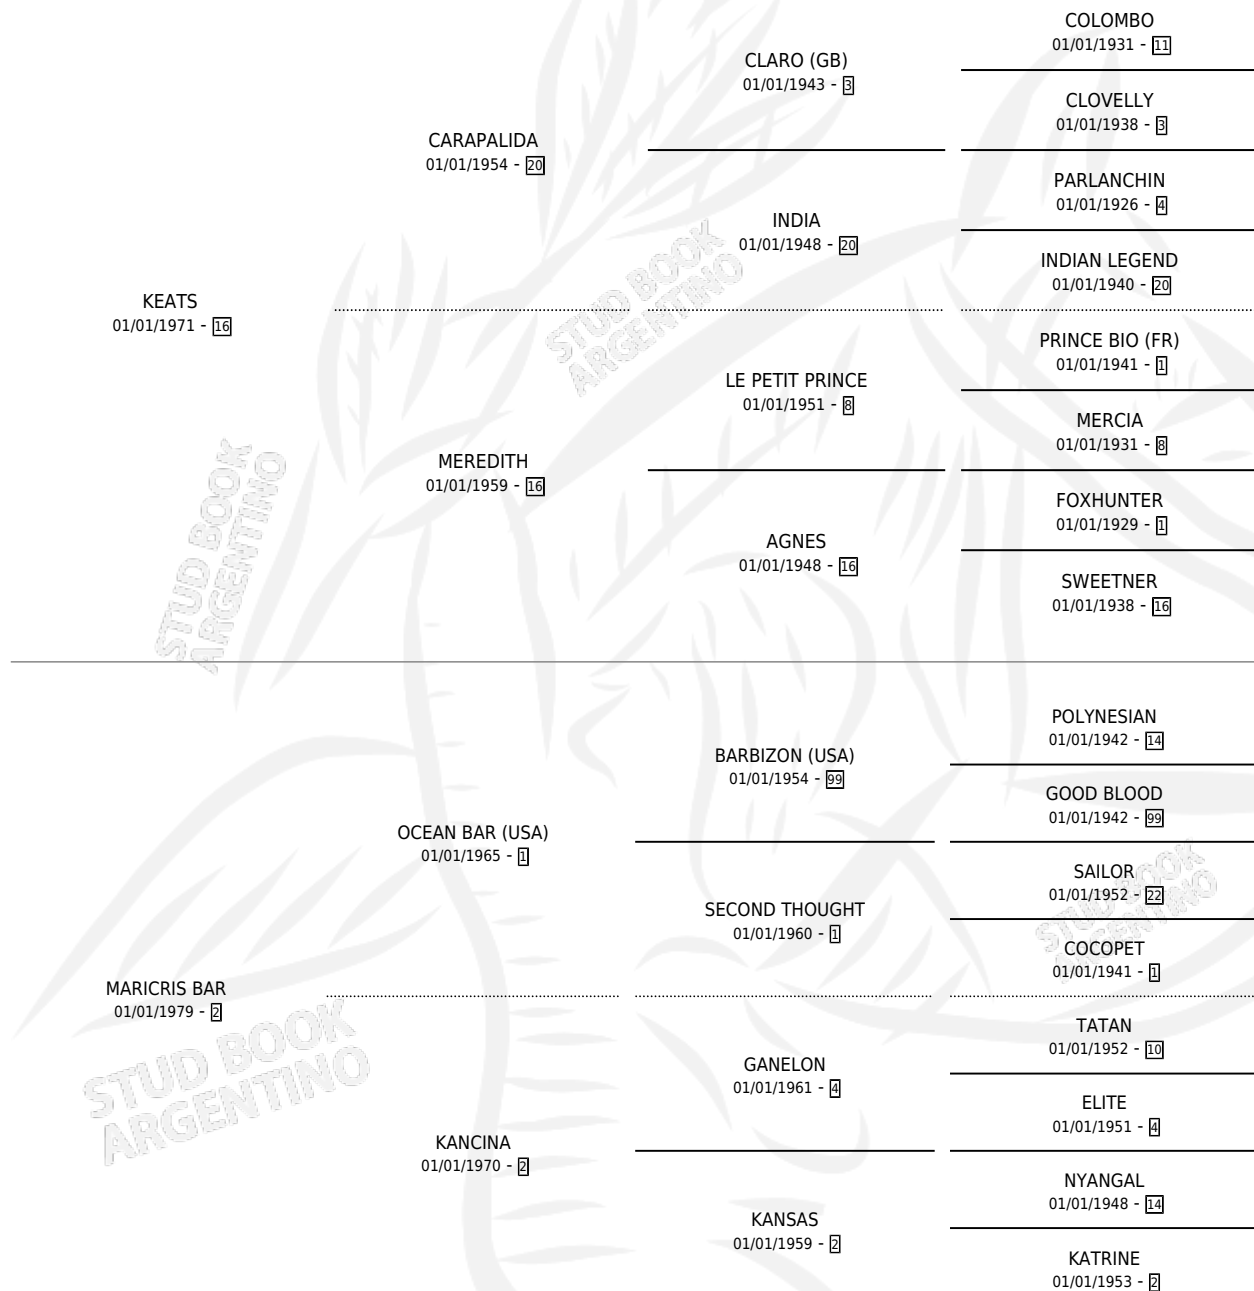 COLOMBO
01/01/1931 - 11
CLARO (GB)
01/01/1943 - 3
CLOVELLY
01/01/1938 - 3
CARAPALIDA
01/01/1954 - 20
PARLANCHIN
01/01/1926 - 4
INDIA
01/01/1948 - 20
INDIAN LEGEND
01/01/1940 - 20
KEATS
01/01/1971 - 16
PRINCE BIO (FR)
01/01/1941 - 1
LE PETIT PRINCE
01/01/1951 - 8
MERCIA
01/01/1931 - 8
MEREDITH
01/01/1959 - 16
FOXHUNTER
01/01/1929 - 1
AGNES
01/01/1948 - 16
SWEETNER
01/01/1938 - 16
STUD BOOK
ARGENTINO
STUD BOOK
ARGENTINO
POLYNESIAN
01/01/1942 - 14
BARBIZON (USA)
01/01/1954 - 99
GOOD BLOOD
01/01/1942 - 99
OCEAN BAR (USA)
01/01/1965 - 1
SAILOR
01/01/1952 - 22
SECOND THOUGHT
01/01/1960 - 1
COCOPET
01/01/1941 - 1
MARICRIS BAR
01/01/1979 - 2
TATAN
01/01/1952 - 10
GANELON
01/01/1961 - 4
ELITE
01/01/1951 - 4
KANCINA
01/01/1970 - 2
NYANGAL
01/01/1948 - 14
KANSAS
01/01/1959 - 2
KATRINE
01/01/1953 - 2
STUD BOOK
ARGENTINO
STUD BOOK
ARGENTINO